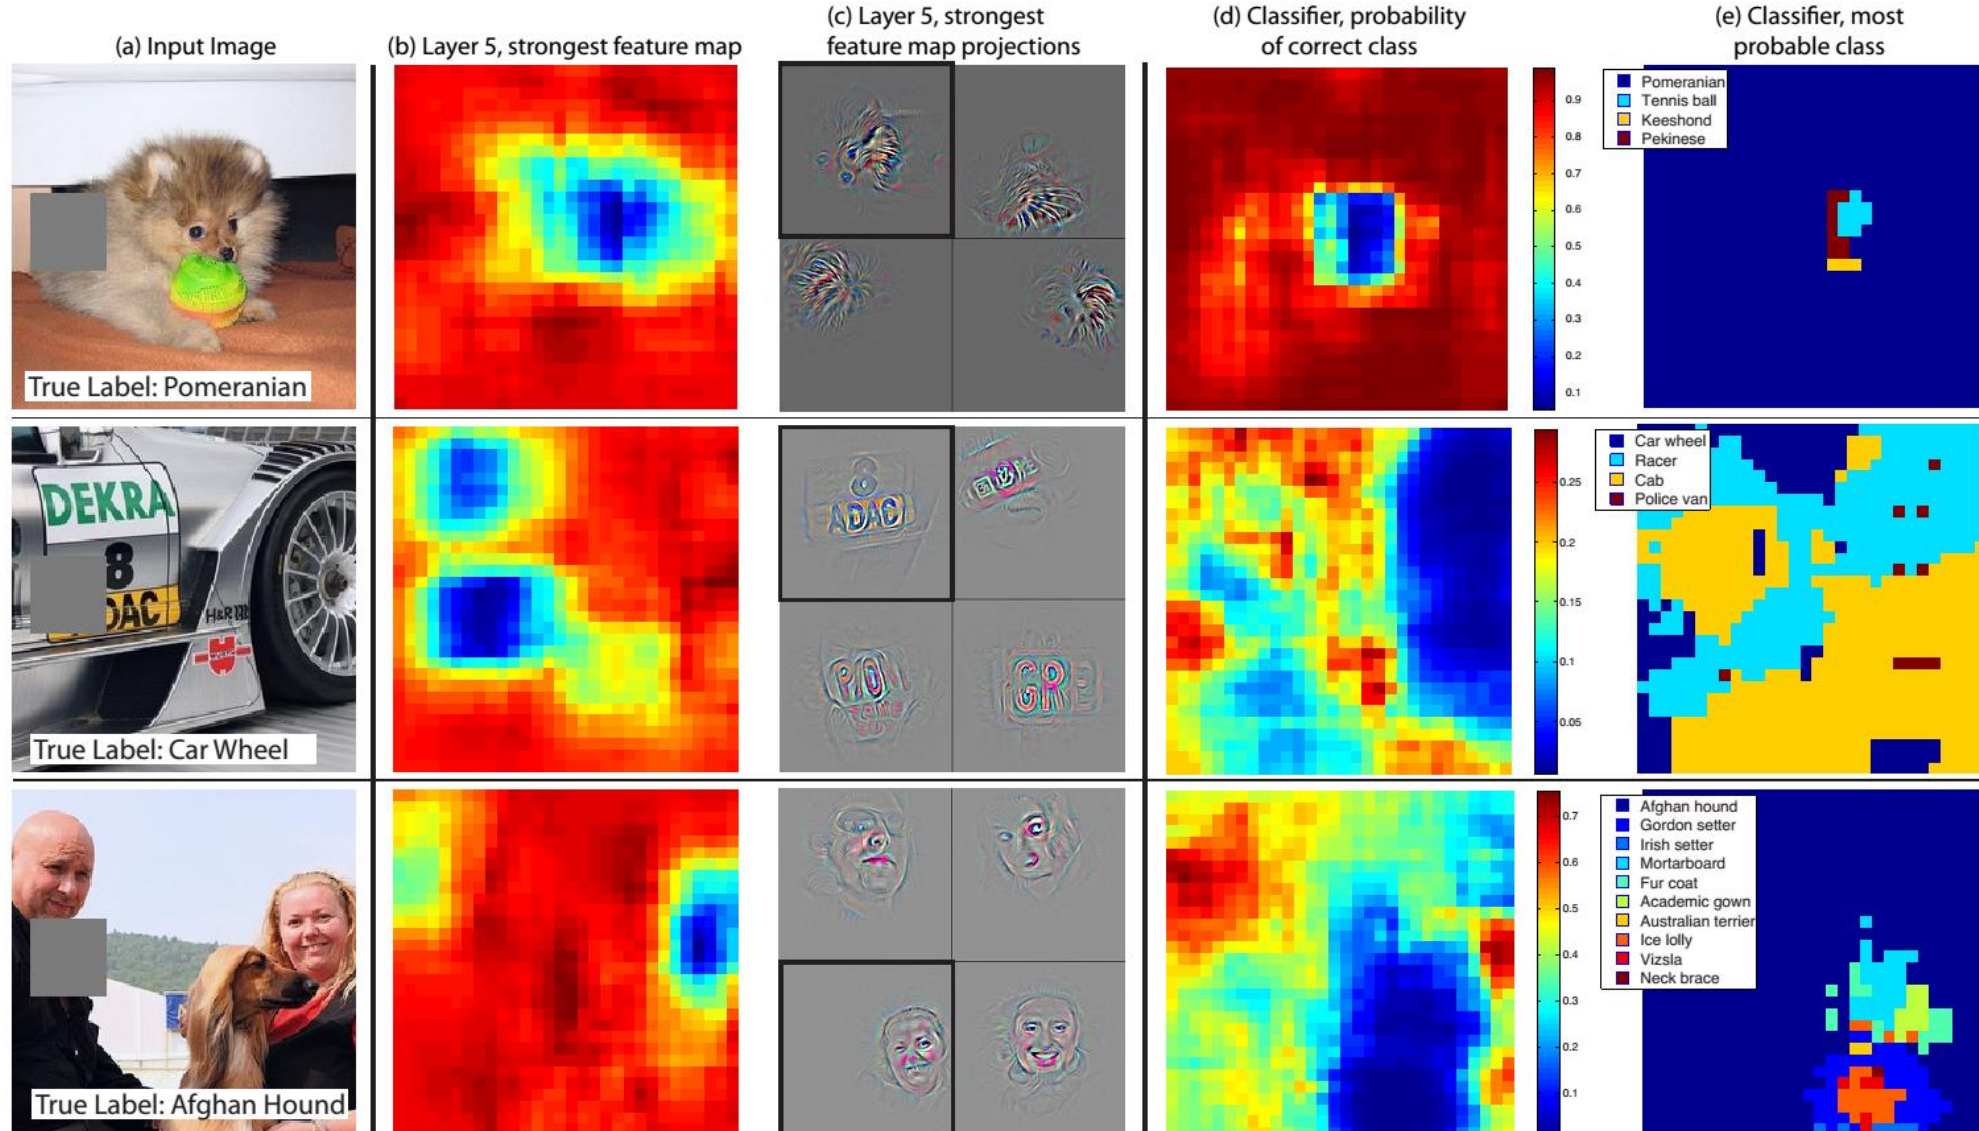 (a) Input Image
(b) Layer 5, strongest feature map
(c) Layer 5, strongest
feature map projections
(d) Classifier, probability
of correct class
(e) Classifier, most
probable class
True Label: Pomeranian
0.9
0.8
0.7
0.6
0.5
0.4
0.3
0.2
0.1
Pomeranian
Tennis ball
Keeshond
Pekinese
DEKRA
8
DAC
H&R
True Label: Car Wheel
ADAC
PIO
GR
0.25
0.2
0.15
0.1
0.05
Car wheel
Racer
Cab
Police van
True Label: Afghan Hound
0.7
0.6
0.5
0.4
0.3
0.2
0.1
Afghan hound
Gordon setter
Irish setter
Mortarboard
Fur coat
Academic gown
Australian terrier
Ice lolly
Vizsla
Neck brace